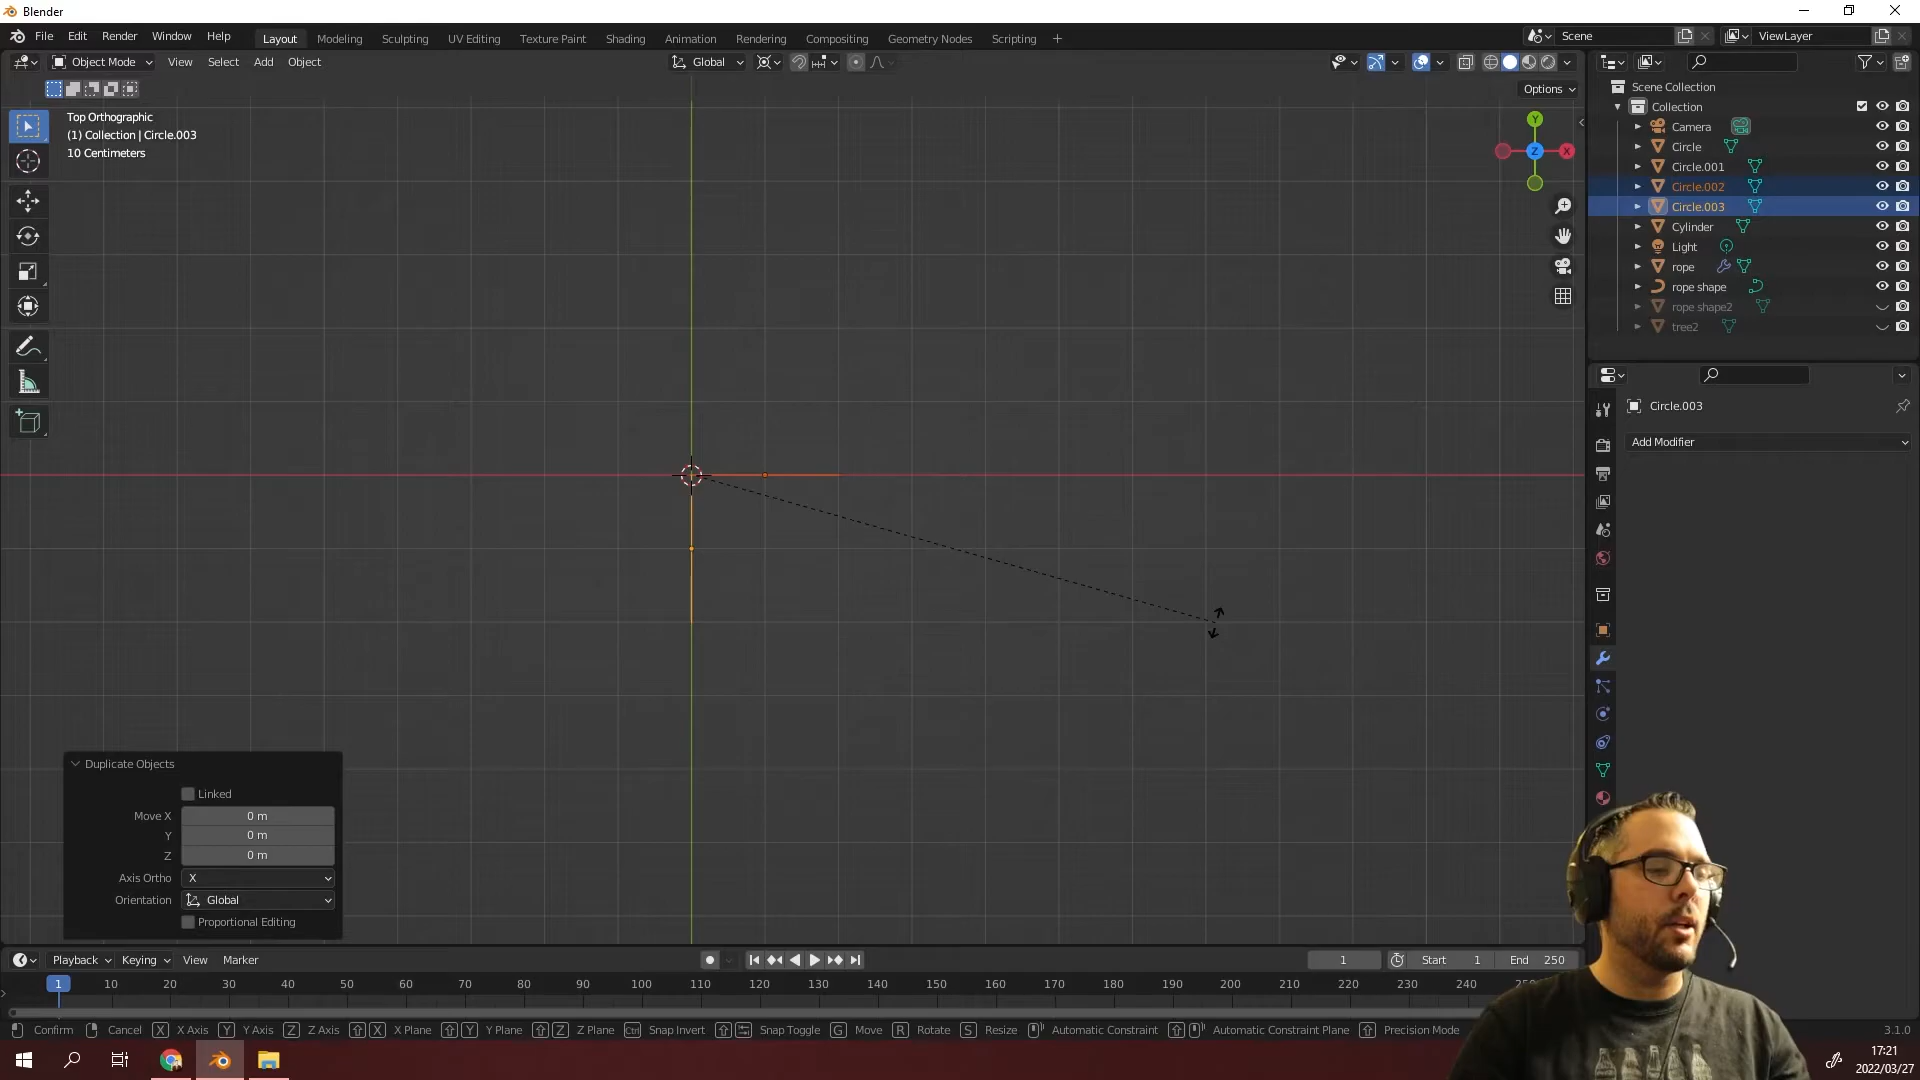 Blender
File Edit Render Window Help
Layout Modeling Sculpting UV Editing Texture Paint Shading Animation Rendering Compositing Geometry Nodes Scripting +
Scene
ViewLayer
Object Mode View Select Add Object
Global
Options
Top Orthographic
(1) Collection | Circle.003
10 Centimeters
Y
Z
X
Scene Collection
Collection
Camera
Circle
Circle.001
Circle.002
Circle.003
Cylinder
Light
rope
rope shape
rope shape2
tree2
Circle.003
Add Modifier
Duplicate Objects
Linked
Move X 0 m
Y 0 m
Z 0 m
Axis Ortho X
Orientation Global
Proportional Editing
Playback Keying View Marker
1 Start 1 End 250
1 10 20 30 40 50 60 70 80 90 100 110 120 130 140 150 160 170 180 190 200 210 220 230 240
Confirm Cancel X X Axis Y Y Axis Z Z Axis X X Plane Y Y Plane Z Z Plane Ctrl Snap Invert Snap Toggle G Move R Rotate S Resize Automatic Constraint Automatic Constraint Plane Precision Mode
3.1.0
17:21
2022/03/27